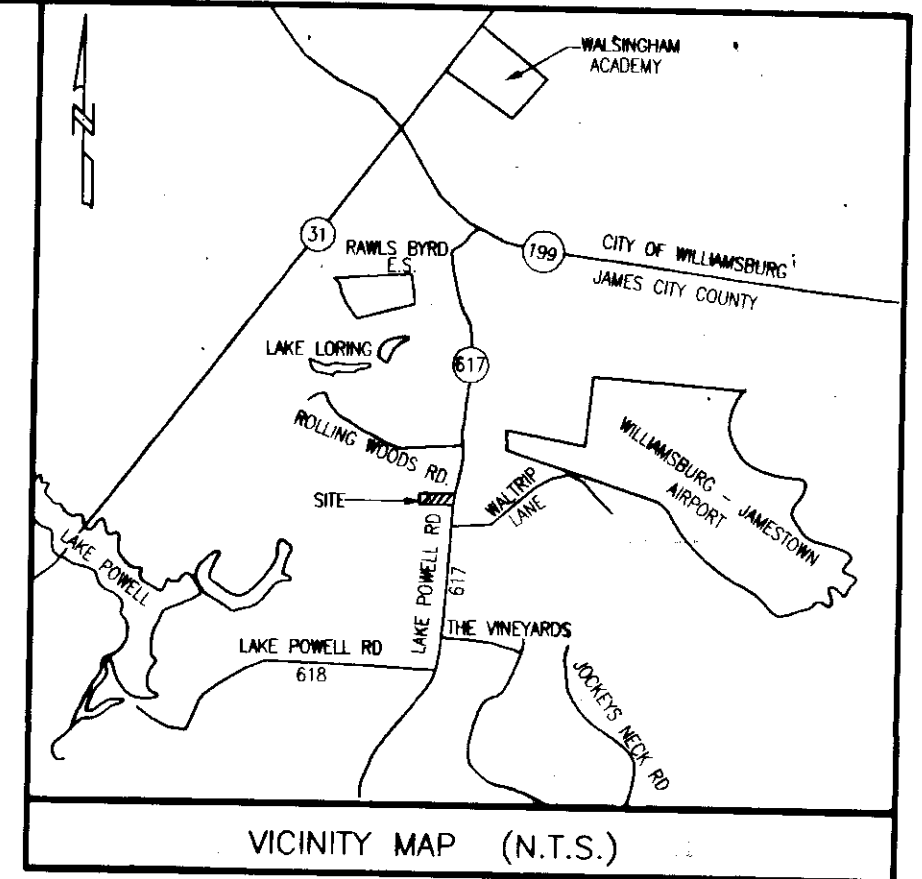 WALSINGHAM
ACADEMY
N
31
RAWLS BYRD
E.S.
199
CITY OF WILLIAMSBURG
JAMES CITY COUNTY
LAKE LORING
617
ROLLING WOODS RD.
WILLIAMSBURG - JAMESTOWN
AIRPORT
SITE
WALTRIP
LANE
LAKE POWELL
LAKE POWELL RD
617
THE VINEYARDS
LAKE POWELL RD
618
JOCKEYS NECK RD
VICINITY MAP (N.T.S.)